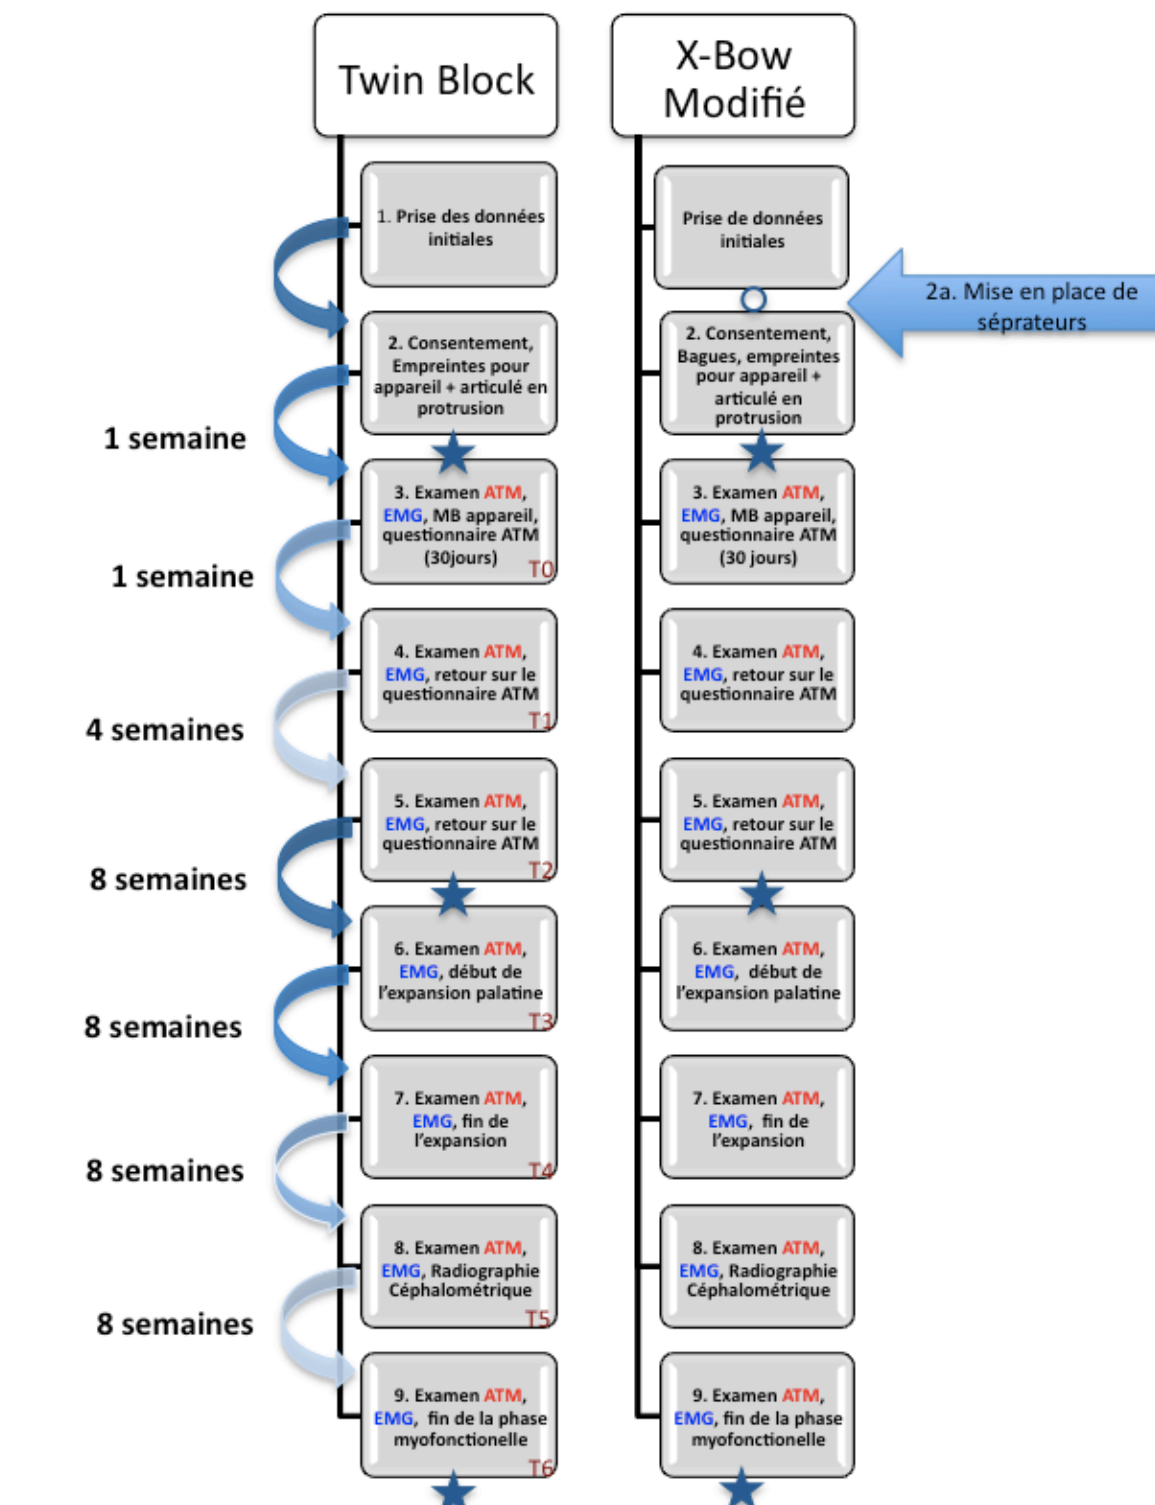 Twin Block
1. Prise des données
initiales
2. Consentement,
Empreintes pour
appareil + articulé en
protrusion
1 semaine
3. Examen ATM,
EMG, MB appareil,
questionnaire ATM
(30jours)
T0
1 semaine
4. Examen ATM,
EMG, retour sur le
questionnaire ATM
T1
4 semaines
5. Examen ATM,
EMG, retour sur le
questionnaire ATM
T2
8 semaines
6. Examen ATM,
EMG, début de
l'expansion palatine
T3
8 semaines
7. Examen ATM,
EMG, fin de
l'expansion
T4
8 semaines
8. Examen ATM,
EMG, Radiographie
Céphalométrique
T5
8 semaines
9. Examen ATM,
EMG, fin de la phase
myofonctionelle
T6
X-Bow
Modifié
Prise de données
initiales
2a. Mise en place de
séprateurs
2. Consentement,
Bagues, empreintes
pour appareil +
articulé en
protrusion
3. Examen ATM,
EMG, MB appareil,
questionnaire ATM
(30 jours)
4. Examen ATM,
EMG, retour sur le
questionnaire ATM
5. Examen ATM,
EMG, retour sur le
questionnaire ATM
6. Examen ATM,
EMG, début de
l'expansion palatine
7. Examen ATM,
EMG, fin de
l'expansion
8. Examen ATM,
EMG, Radiographie
Céphalométrique
9. Examen ATM,
EMG, fin de la phase
myofonctionelle